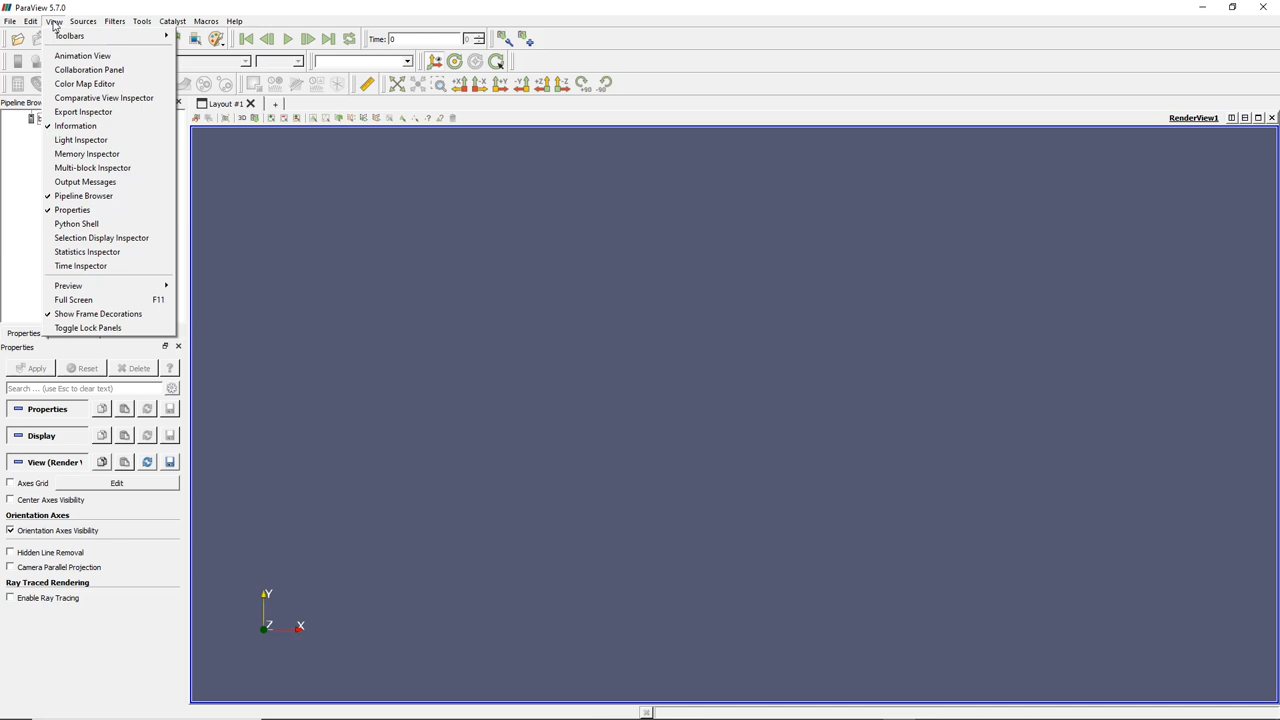 ParaView 5.7.0
File Edit View Sources Filters Tools Catalyst Macros Help
Toolbars
Time: 0 0
Animation View
Collaboration Panel
Color Map Editor
Comparative View Inspector
Export Inspector
Information
Light Inspector
Memory Inspector
Multi-block Inspector
Output Messages
Pipeline Browser
Properties
Python Shell
Selection Display Inspector
Statistics Inspector
Time Inspector
Preview
Full Screen F11
Show Frame Decorations
Toggle Lock Panels
+X -X +Y -Y +Z -Z -90 +90
Pipeline Brow
Layout #1
3D
RenderView1
Properties
Properties
Apply Reset Delete ?
Search ... (use Esc to clear text)
Properties
Display
View (Render V
Axes Grid Edit
Center Axes Visibility
Orientation Axes
Orientation Axes Visibility
Hidden Line Removal
Camera Parallel Projection
Ray Traced Rendering
Enable Ray Tracing
Y
Z X